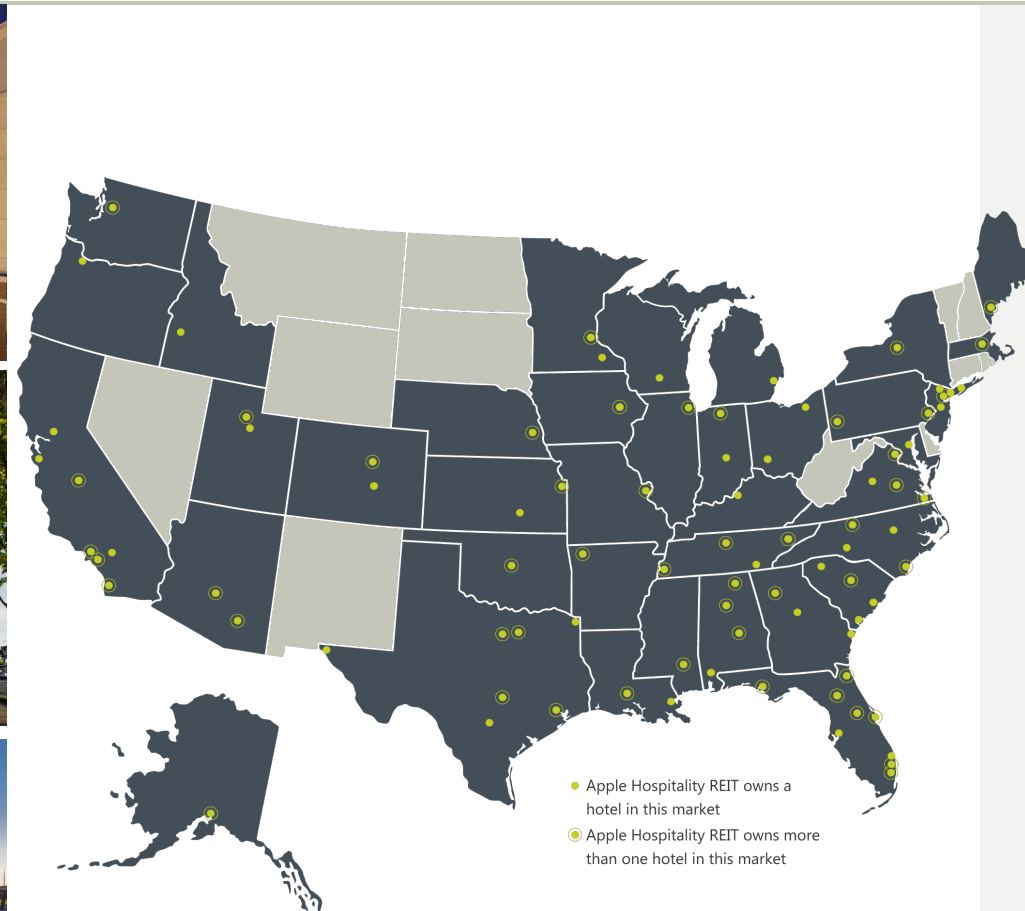 Apple Hospitality REIT owns a
hotel in this market
Apple Hospitality REIT owns more
than one hotel in this market